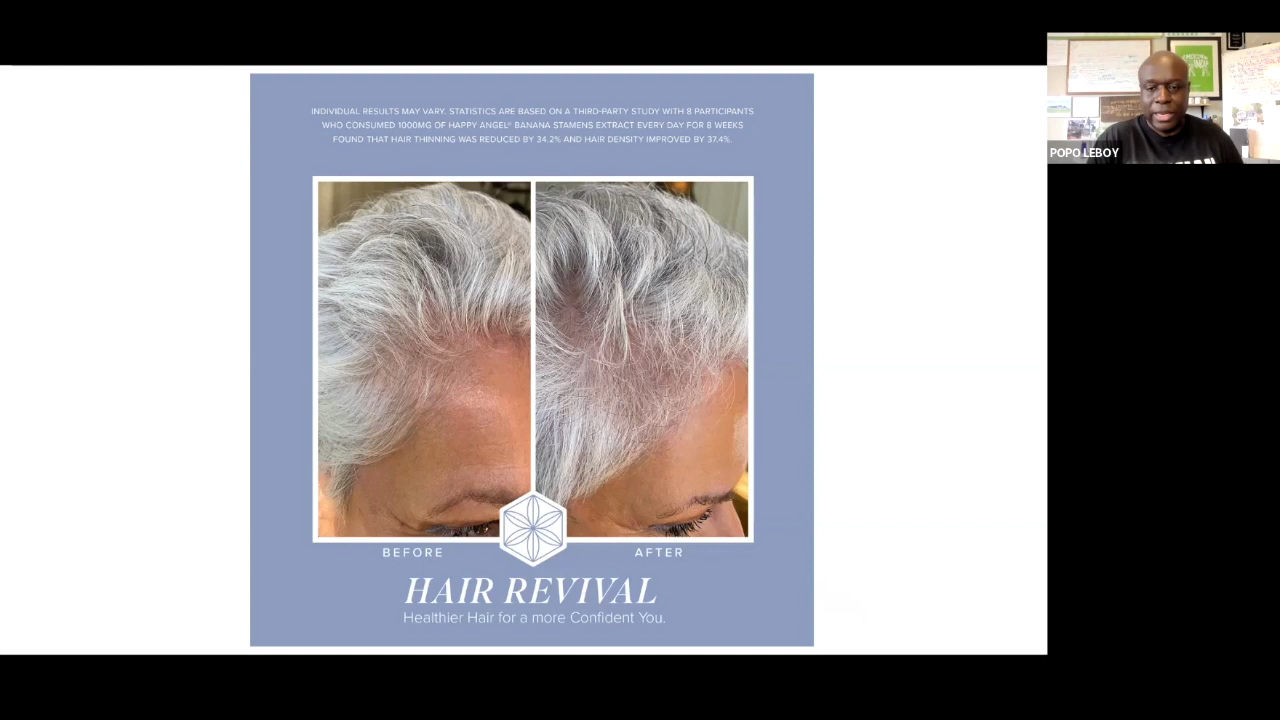 INDIVIDUAL RESULTS MAY VARY. STATISTICS ARE BASED ON A THIRD-PARTY STUDY WITH 8 PARTICIPANTS
WHO CONSUMED 1000MG OF HAPPY ANGEL® BANANA STAMENS EXTRACT EVERY DAY FOR 8 WEEKS
FOUND THAT HAIR THINNING WAS REDUCED BY 34.2% AND HAIR DENSITY IMPROVED BY 37.4%.
BEFORE
AFTER
HAIR REVIVAL
Healthier Hair for a more Confident You.
POPO LEBOY